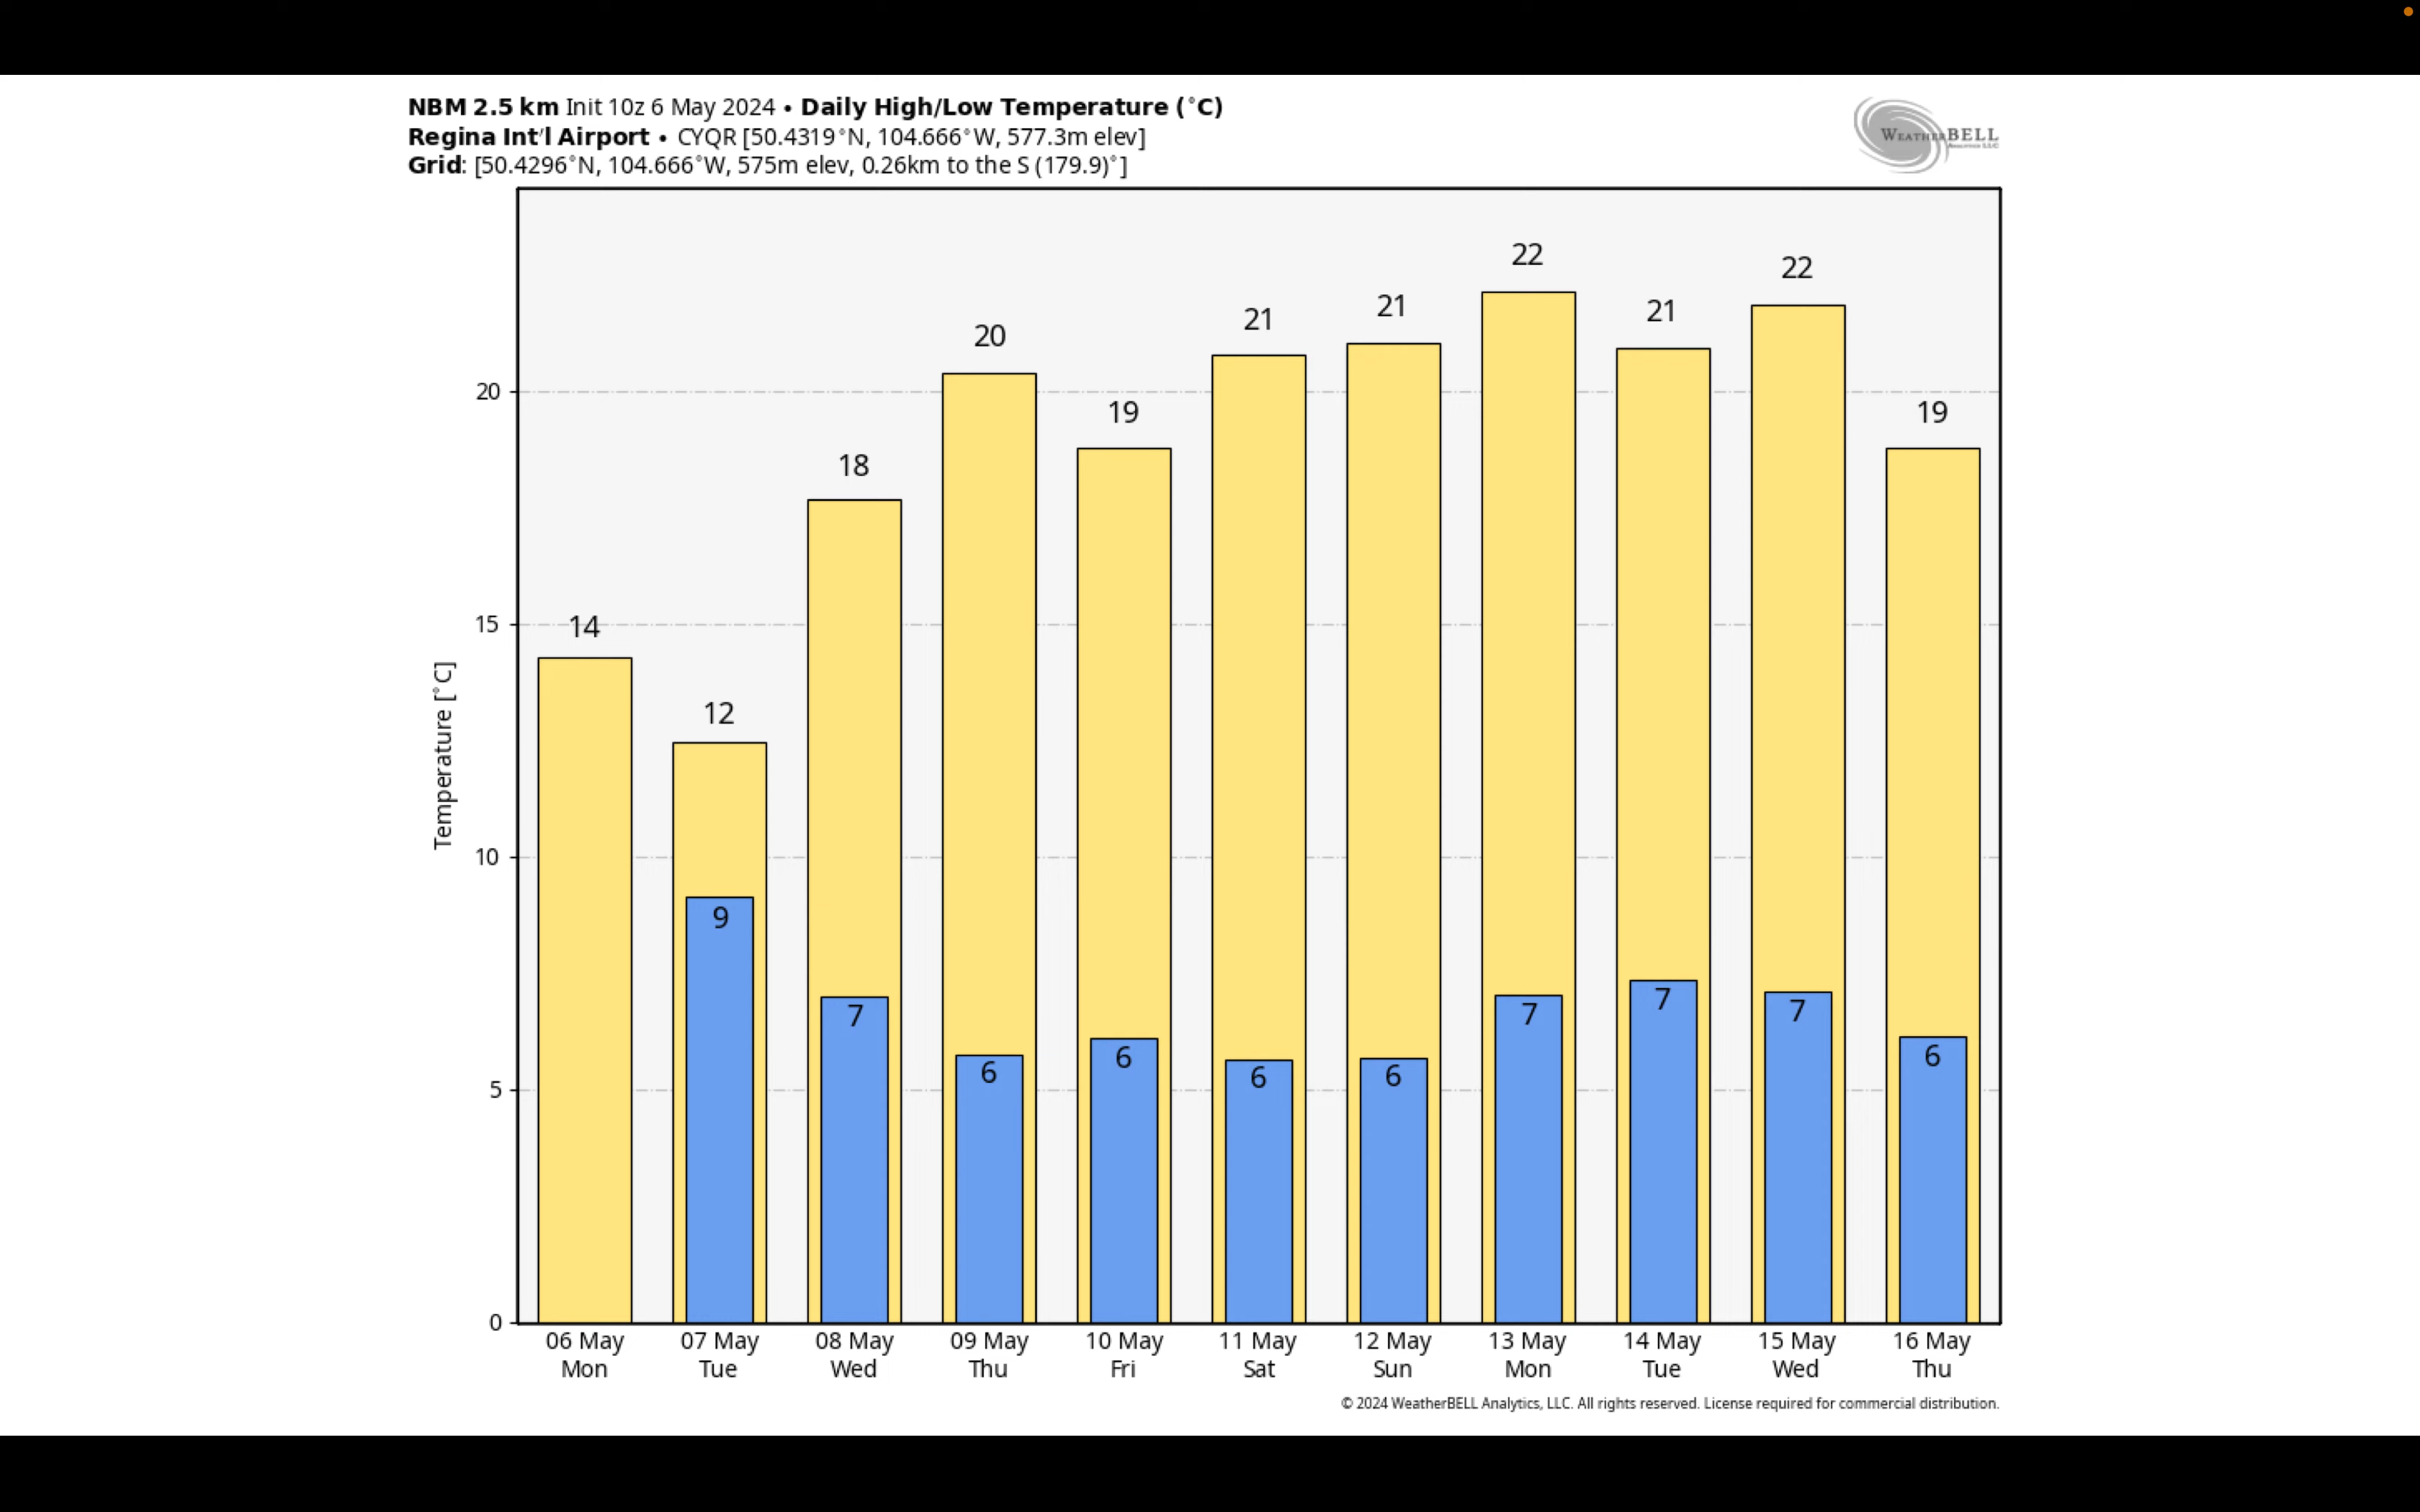 NBM 2.5 km Init 10z 6 May 2024 • Daily High/Low Temperature (°C)
Regina Int'l Airport • CYQR [50.4319°N, 104.666°W, 577.3m elev]
Grid: [50.4296°N, 104.666°W, 575m elev, 0.26km to the S (179.9)°]
WEATHERBELL
ANALYTICS LLC
22
22
21
21
21
20
19
19
18
14
12
9
7
6
6
6
6
7
7
7
6
Temperature [°C]
20
15
10
5
0
06 May 07 May 08 May 09 May 10 May 11 May 12 May 13 May 14 May 15 May 16 May
Mon Tue Wed Thu Fri Sat Sun Mon Tue Wed Thu
© 2024 WeatherBELL Analytics, LLC. All rights reserved. License required for commercial distribution.